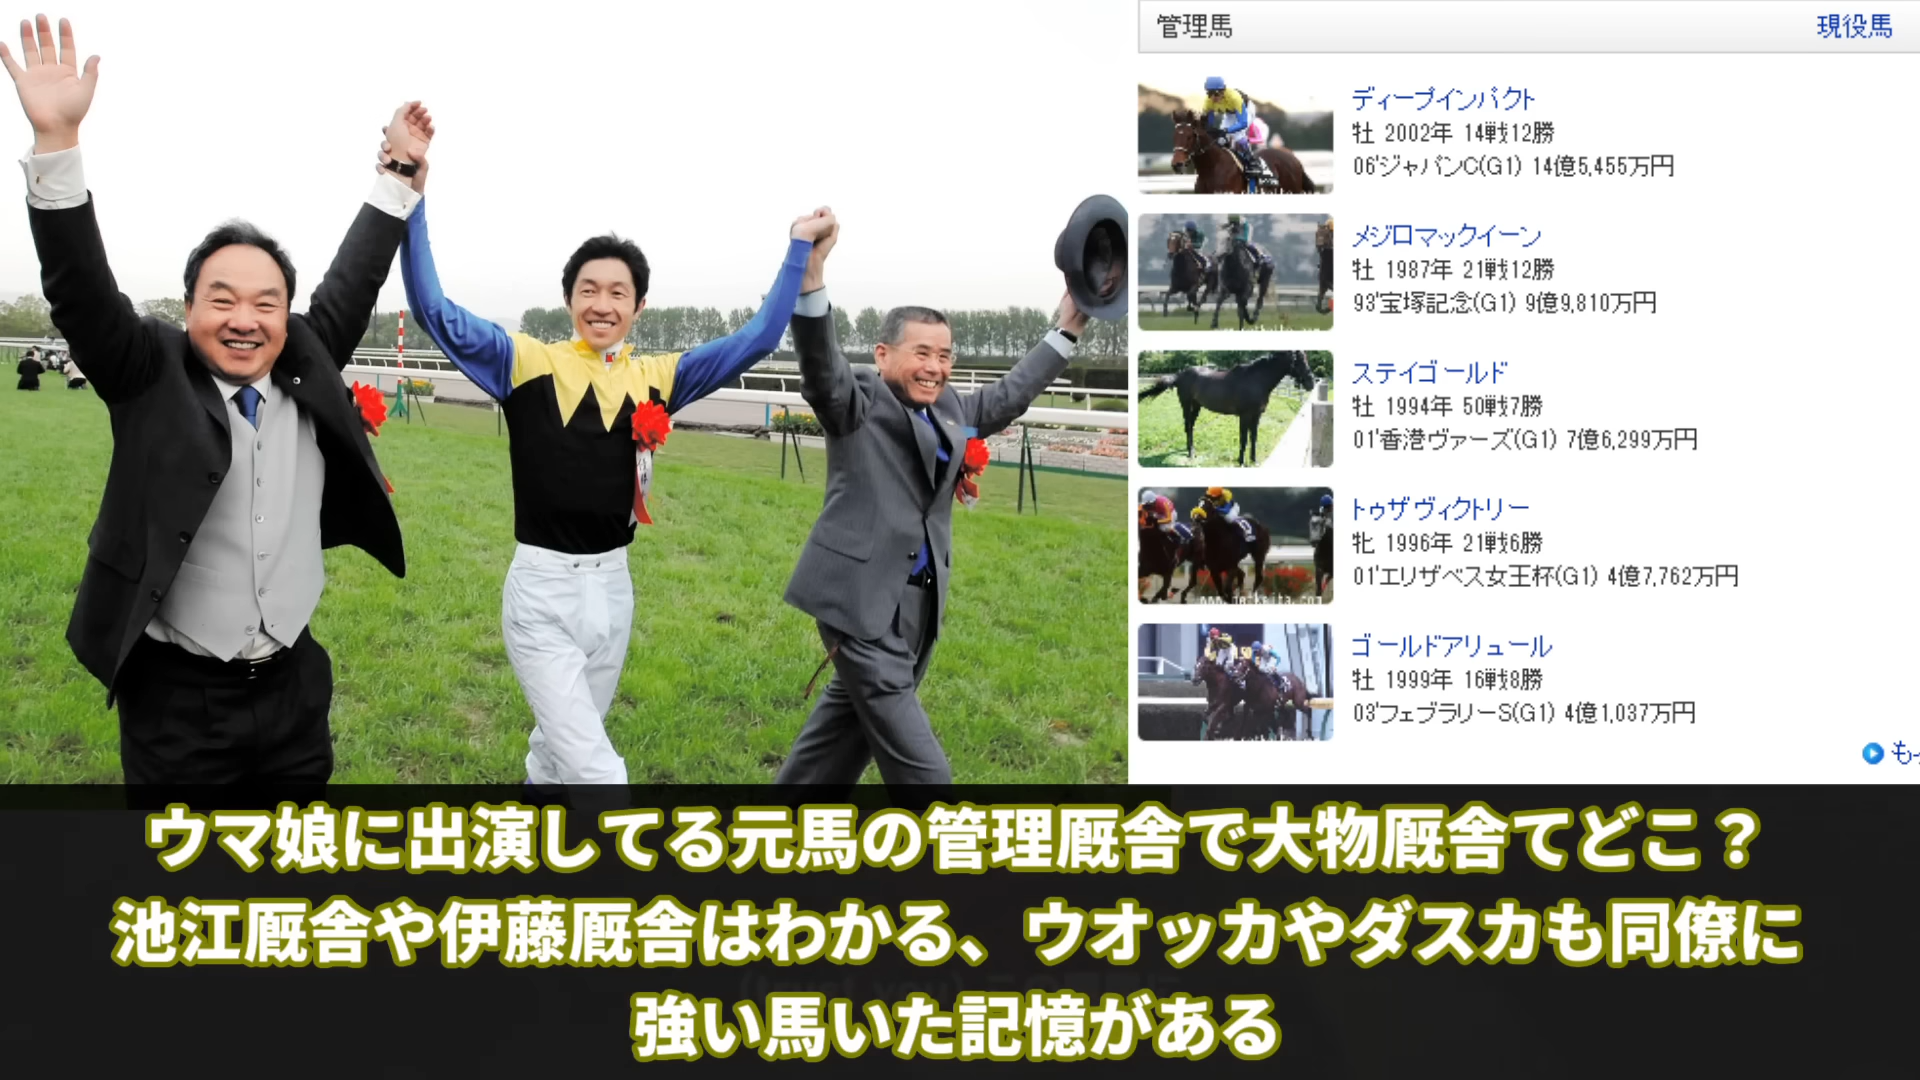 管理馬
現役馬
ディープインパクト
牡 2002年 14戦12勝
06'ジャパンC(G1) 14億5,455万円
メジロマックイーン
牡 1987年 21戦12勝
93'宝塚記念(G1) 9億9,810万円
ステイゴールド
牡 1994年 50戦7勝
01'香港ヴァーズ(G1) 7億6,299万円
トゥザヴィクトリー
牝 1996年 21戦6勝
01'エリザベス女王杯(G1) 4億7,762万円
ゴールドアリュール
牡 1999年 16戦8勝
03'フェブラリーS(G1) 4億1,037万円
ウマ娘に出演してる元馬の管理厩舎で大物厩舎てどこ？
池江厩舎や伊藤厩舎はわかる、ウオッカやダスカも同僚に
強い馬いた記憶がある